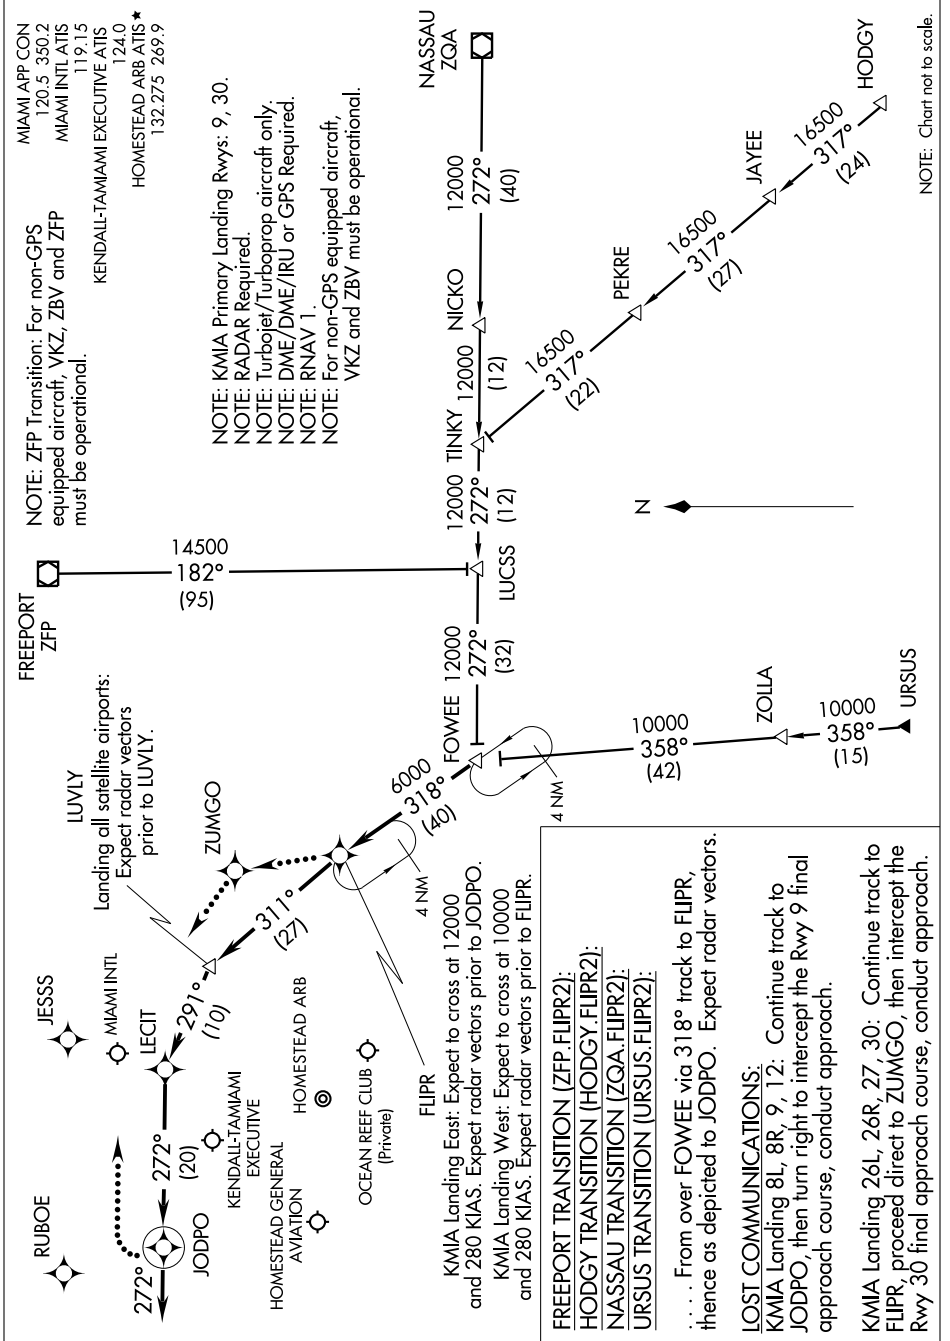 MIAMI APP CON
120.5 350.2
MIAMI INTL ATIS
119.15
KENDALL-TAMIAMI EXECUTIVE ATIS
124.0
HOMESTEAD ARB ATIS★
132.275 269.9
NOTE: ZFP Transition: For non-GPS
equipped aircraft, VKZ, ZBV and ZFP
must be operational.
NOTE: KMIA Primary Landing Rwys: 9, 30.
NOTE: RADAR Required.
NOTE: Turbojet/Turboprop aircraft only.
NOTE: DME/DME/IRU or GPS Required.
NOTE: RNAV 1.
NOTE: For non-GPS equipped aircraft,
VKZ and ZBV must be operational.
FREEPORT
ZFP
14500
182°
(95)
NASSAU
ZQA
12000
272°
(40)
NICKO
12000
(12)
TINKY
12000
272°
(12)
LUCSS
12000
272°
(32)
FOWEE
HODGY
16500
317°
(24)
JAYEE
16500
317°
(27)
PEKRE
16500
317°
(22)
N
NOTE: Chart not to scale.
URSUS
10000
358°
(15)
ZOLLA
10000
358°
(42)
4 NM
6000
318°
(40)
4 NM
FLIPR
ZUMGO
311°
(27)
LUVLY
Landing all satellite airports:
Expect radar vectors
prior to LUVLY.
291°
(10)
LECIT
272°
(20)
JODPO
272°
JESSS
RUBOE
MIAMI INTL
KENDALL-TAMIAMI
EXECUTIVE
HOMESTEAD ARB
HOMESTEAD GENERAL
AVIATION
OCEAN REEF CLUB
(Private)
KMIA Landing East: Expect to cross at 12000
and 280 KIAS. Expect radar vectors prior to JODPO.
KMIA Landing West: Expect to cross at 10000
and 280 KIAS. Expect radar vectors prior to FLIPR.
FREEPORT TRANSITION (ZFP.FLIPR2):
HODGY TRANSITION (HODGY.FLIPR2):
NASSAU TRANSITION (ZQA.FLIPR2):
URSUS TRANSITION (URSUS.FLIPR2):
. . . . From over FOWEE via 318° track to FLIPR,
thence as depicted to JODPO. Expect radar vectors.
LOST COMMUNICATIONS:
KMIA Landing 8L, 8R, 9, 12: Continue track to
JODPO, then turn right to intercept the Rwy 9 final
approach course, conduct approach.
KMIA Landing 26L, 26R, 27, 30: Continue track to
FLIPR, proceed direct to ZUMGO, then intercept the
Rwy 30 final approach course, conduct approach.